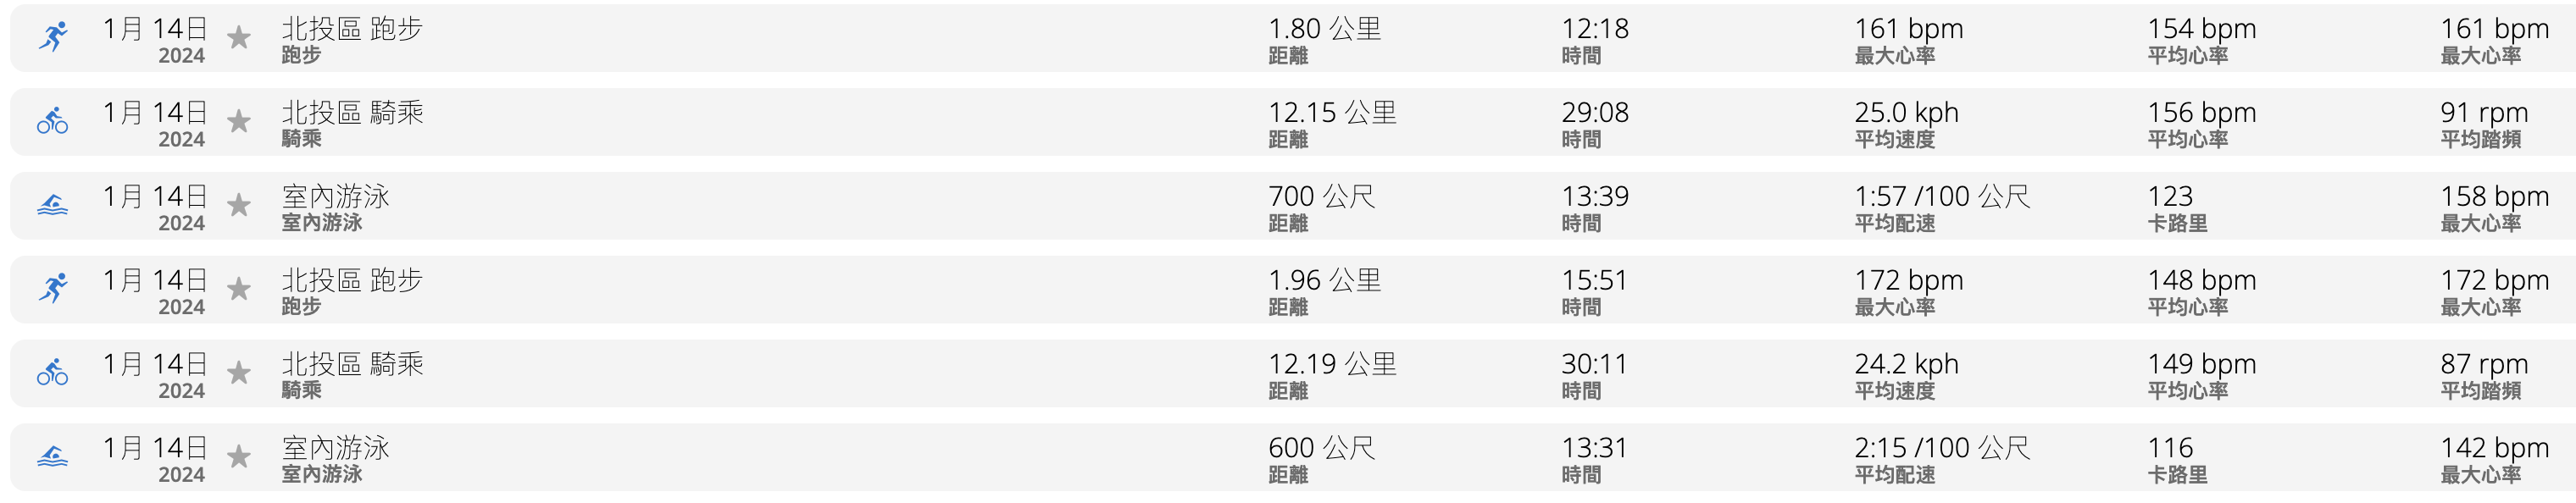 1月 14日 北投區 跑步 1.80 公里 12:18 161 bpm 154 bpm 161 bpm
2024 跑步 距離 時間 最大心率 平均心率 最大心率
1月 14日 北投區 騎乘 12.15 公里 29:08 25.0 kph 156 bpm 91 rpm
2024 騎乘 距離 時間 平均速度 平均心率 平均踏頻
1月 14日 室內游泳 700 公尺 13:39 1:57 /100 公尺 123 158 bpm
2024 室內游泳 距離 時間 平均配速 卡路里 最大心率
1月 14日 北投區 跑步 1.96 公里 15:51 172 bpm 148 bpm 172 bpm
2024 跑步 距離 時間 最大心率 平均心率 最大心率
1月 14日 北投區 騎乘 12.19 公里 30:11 24.2 kph 149 bpm 87 rpm
2024 騎乘 距離 時間 平均速度 平均心率 平均踏頻
1月 14日 室內游泳 600 公尺 13:31 2:15 /100 公尺 116 142 bpm
2024 室內游泳 距離 時間 平均配速 卡路里 最大心率